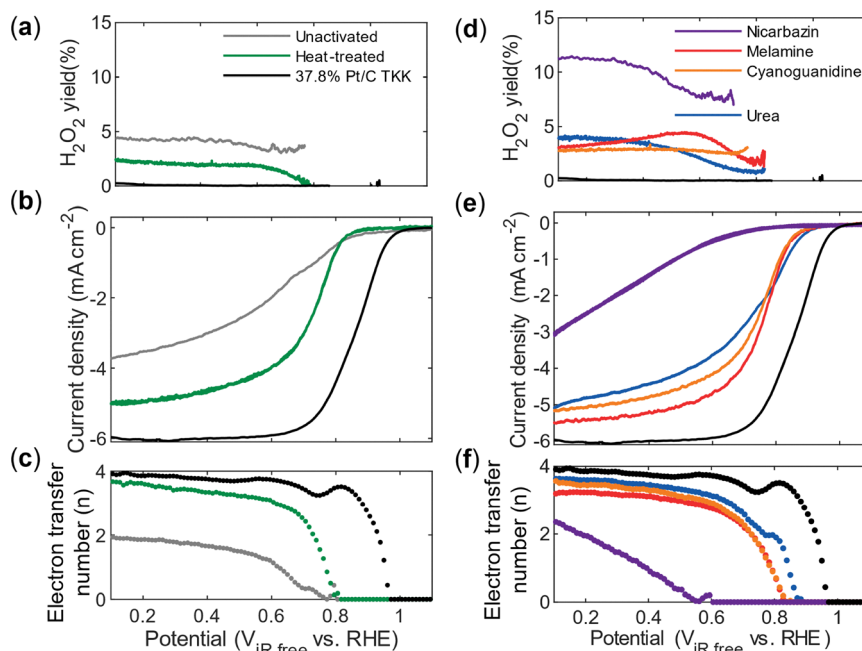 (a)
15
10
5
0
H₂O₂ yield(%)
Unactivated
Heat-treated
37.8% Pt/C TKK
(b)
0
-2
-4
-6
Current density (mA cm⁻²)
(c)
4
2
0
Electron transfer
number (n)
0.2 0.4 0.6 0.8 1
Potential (V_iR free vs. RHE)
(d)
15
10
5
0
H₂O₂ yield(%)
Nicarbazin
Melamine
Cyanoguanidine
Urea
(e)
0
-1
-2
-3
-4
-5
-6
Current density (mA cm⁻²)
(f)
4
2
0
Electron transfer
number (n)
0.2 0.4 0.6 0.8 1
Potential (V_iR free vs. RHE)